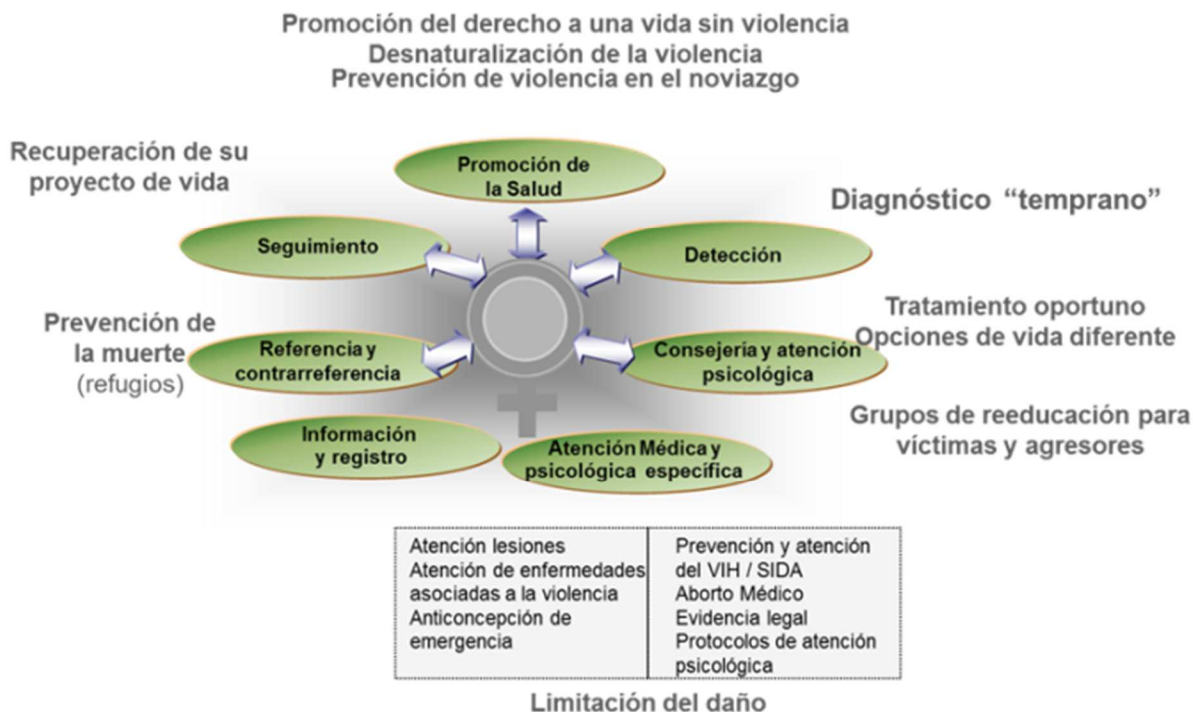 Promoción del derecho a una vida sin violencia
Desnaturalización de la violencia
Prevención de violencia en el noviazgo
Recuperación de su
proyecto de vida
Promoción de
la Salud
Diagnóstico “temprano”
Seguimiento
Detección
Prevención de
la muerte
(refugios)
Referencia y
contrarreferencia
Consejería y atención
psicológica
Tratamiento oportuno
Opciones de vida diferente
Información
y registro
Atención Médica y
psicológica específica
Grupos de reeducación para
víctimas y agresores
Atención lesiones
Atención de enfermedades
asociadas a la violencia
Anticoncepción de
emergencia
Prevención y atención
del VIH / SIDA
Aborto Médico
Evidencia legal
Protocolos de atención
psicológica
Limitación del daño